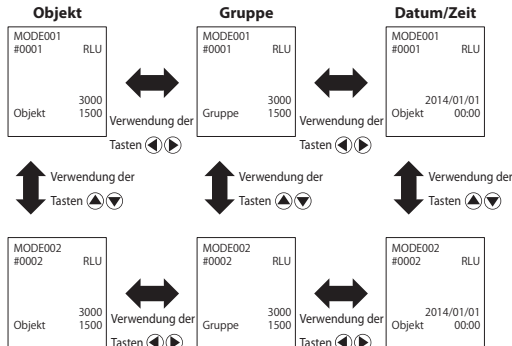 Objekt Gruppe Datum/Zeit
MODE001 MODE001 MODE001
#0001 RLU #0001 RLU #0001 RLU
3000 3000 2014/01/01
Objekt 1500 Gruppe 1500 Objekt 00:00
Verwendung der Verwendung der
Tasten Tasten
Verwendung der Verwendung der Verwendung der
Tasten Tasten Tasten
MODE002 MODE002 MODE002
#0002 RLU #0002 RLU #0002 RLU
3000 3000 2014/01/01
Objekt 1500 Gruppe 1500 Objekt 00:00
Verwendung der Verwendung der
Tasten Tasten